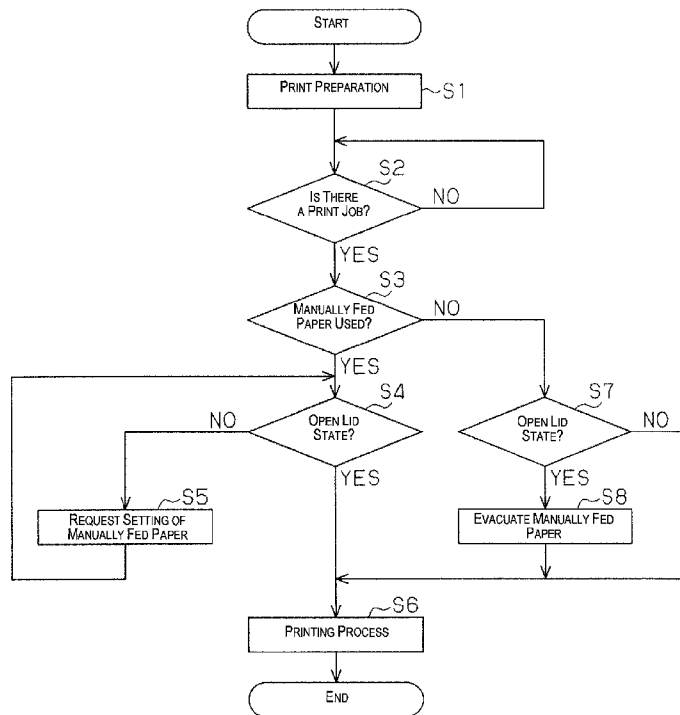 START
PRINT PREPARATION
S1
S2
IS THERE
A PRINT JOB?
NO
YES
S3
MANUALLY FED
PAPER USED?
NO
YES
S4
OPEN LID
STATE?
NO
YES
S7
OPEN LID
STATE?
NO
YES
S5
REQUEST SETTING OF
MANUALLY FED PAPER
S8
EVACUATE MANUALLY FED
PAPER
S6
PRINTING PROCESS
END